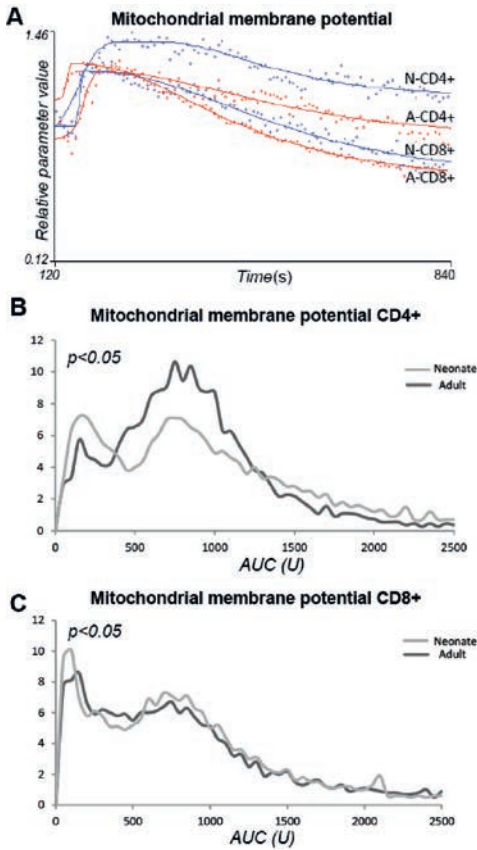 A
Mitochondrial membrane potential
1.46
Relative parameter value
N-CD4+
A-CD4+
N-CD8+
A-CD8+
0.12
120
Time(s)
840
B
Mitochondrial membrane potential CD4+
p<0.05
Neonate
Adult
12
10
8
6
4
2
0
0 500 1000 1500 2000 2500
AUC (U)
C
Mitochondrial membrane potential CD8+
p<0.05
Neonate
Adult
12
10
8
6
4
2
0
0 500 1000 1500 2000 2500
AUC (U)